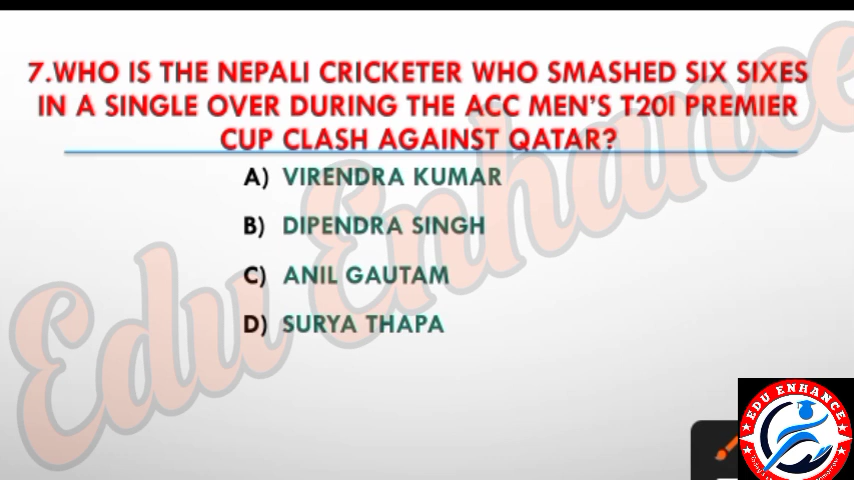 7.WHO IS THE NEPALI CRICKETER WHO SMASHED SIX SIXES
IN A SINGLE OVER DURING THE ACC MEN'S T20I PREMIER
CUP CLASH AGAINST QATAR?
A) VIRENDRA KUMAR
B) DIPENDRA SINGH
C) ANIL GAUTAM
D) SURYA THAPA
Edu Enhance
EDU ENHANCE